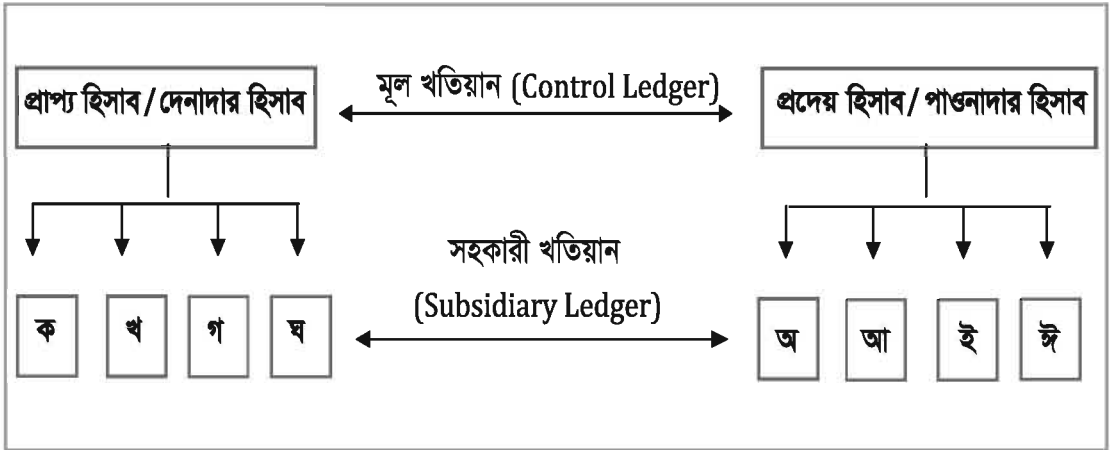 প্রাপ্য হিসাব/দেনাদার হিসাব
মূল খতিয়ান (Control Ledger)
প্রদেয় হিসাব/পাওনাদার হিসাব
সহকারী খতিয়ান
(Subsidiary Ledger)
ক খ গ ঘ
অ আ ই ঈ